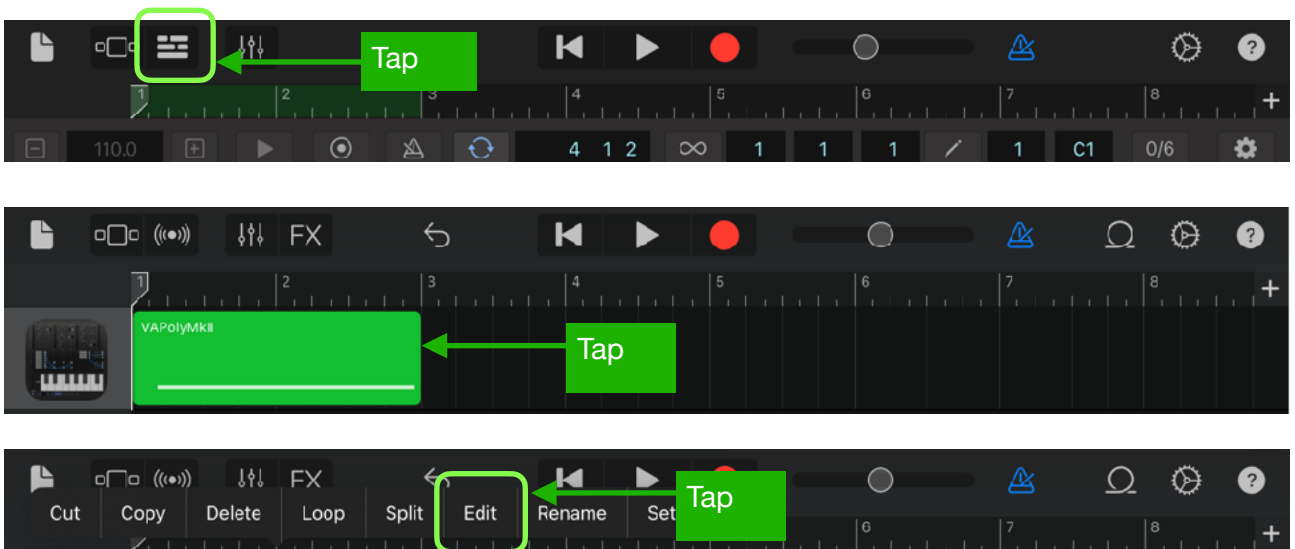 Tap
1 2 3 4 5 6 7 8 +
110.0 4 1 2 1 1 1 1 C1 0/6
FX ?
1 2 3 4 5 6 7 8 +
VAPolyMkII
Tap
FX ?
Cut Copy Delete Loop Split Edit Rename Set Tap
6 7 8 +